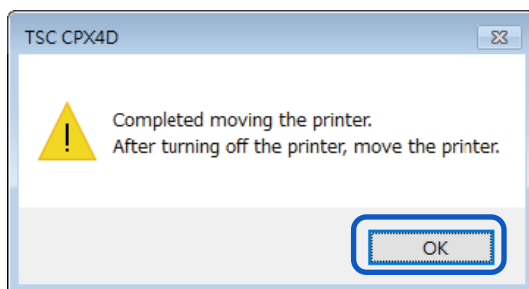 TSC CPX4D
Completed moving the printer.
After turning off the printer, move the printer.
OK